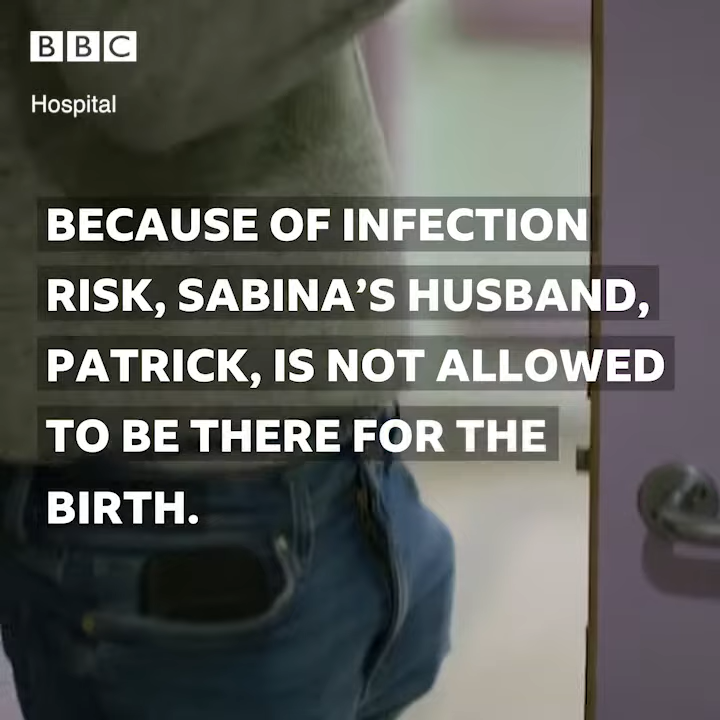 BBC
Hospital
BECAUSE OF INFECTION
RISK, SABINA’S HUSBAND,
PATRICK, IS NOT ALLOWED
TO BE THERE FOR THE
BIRTH.